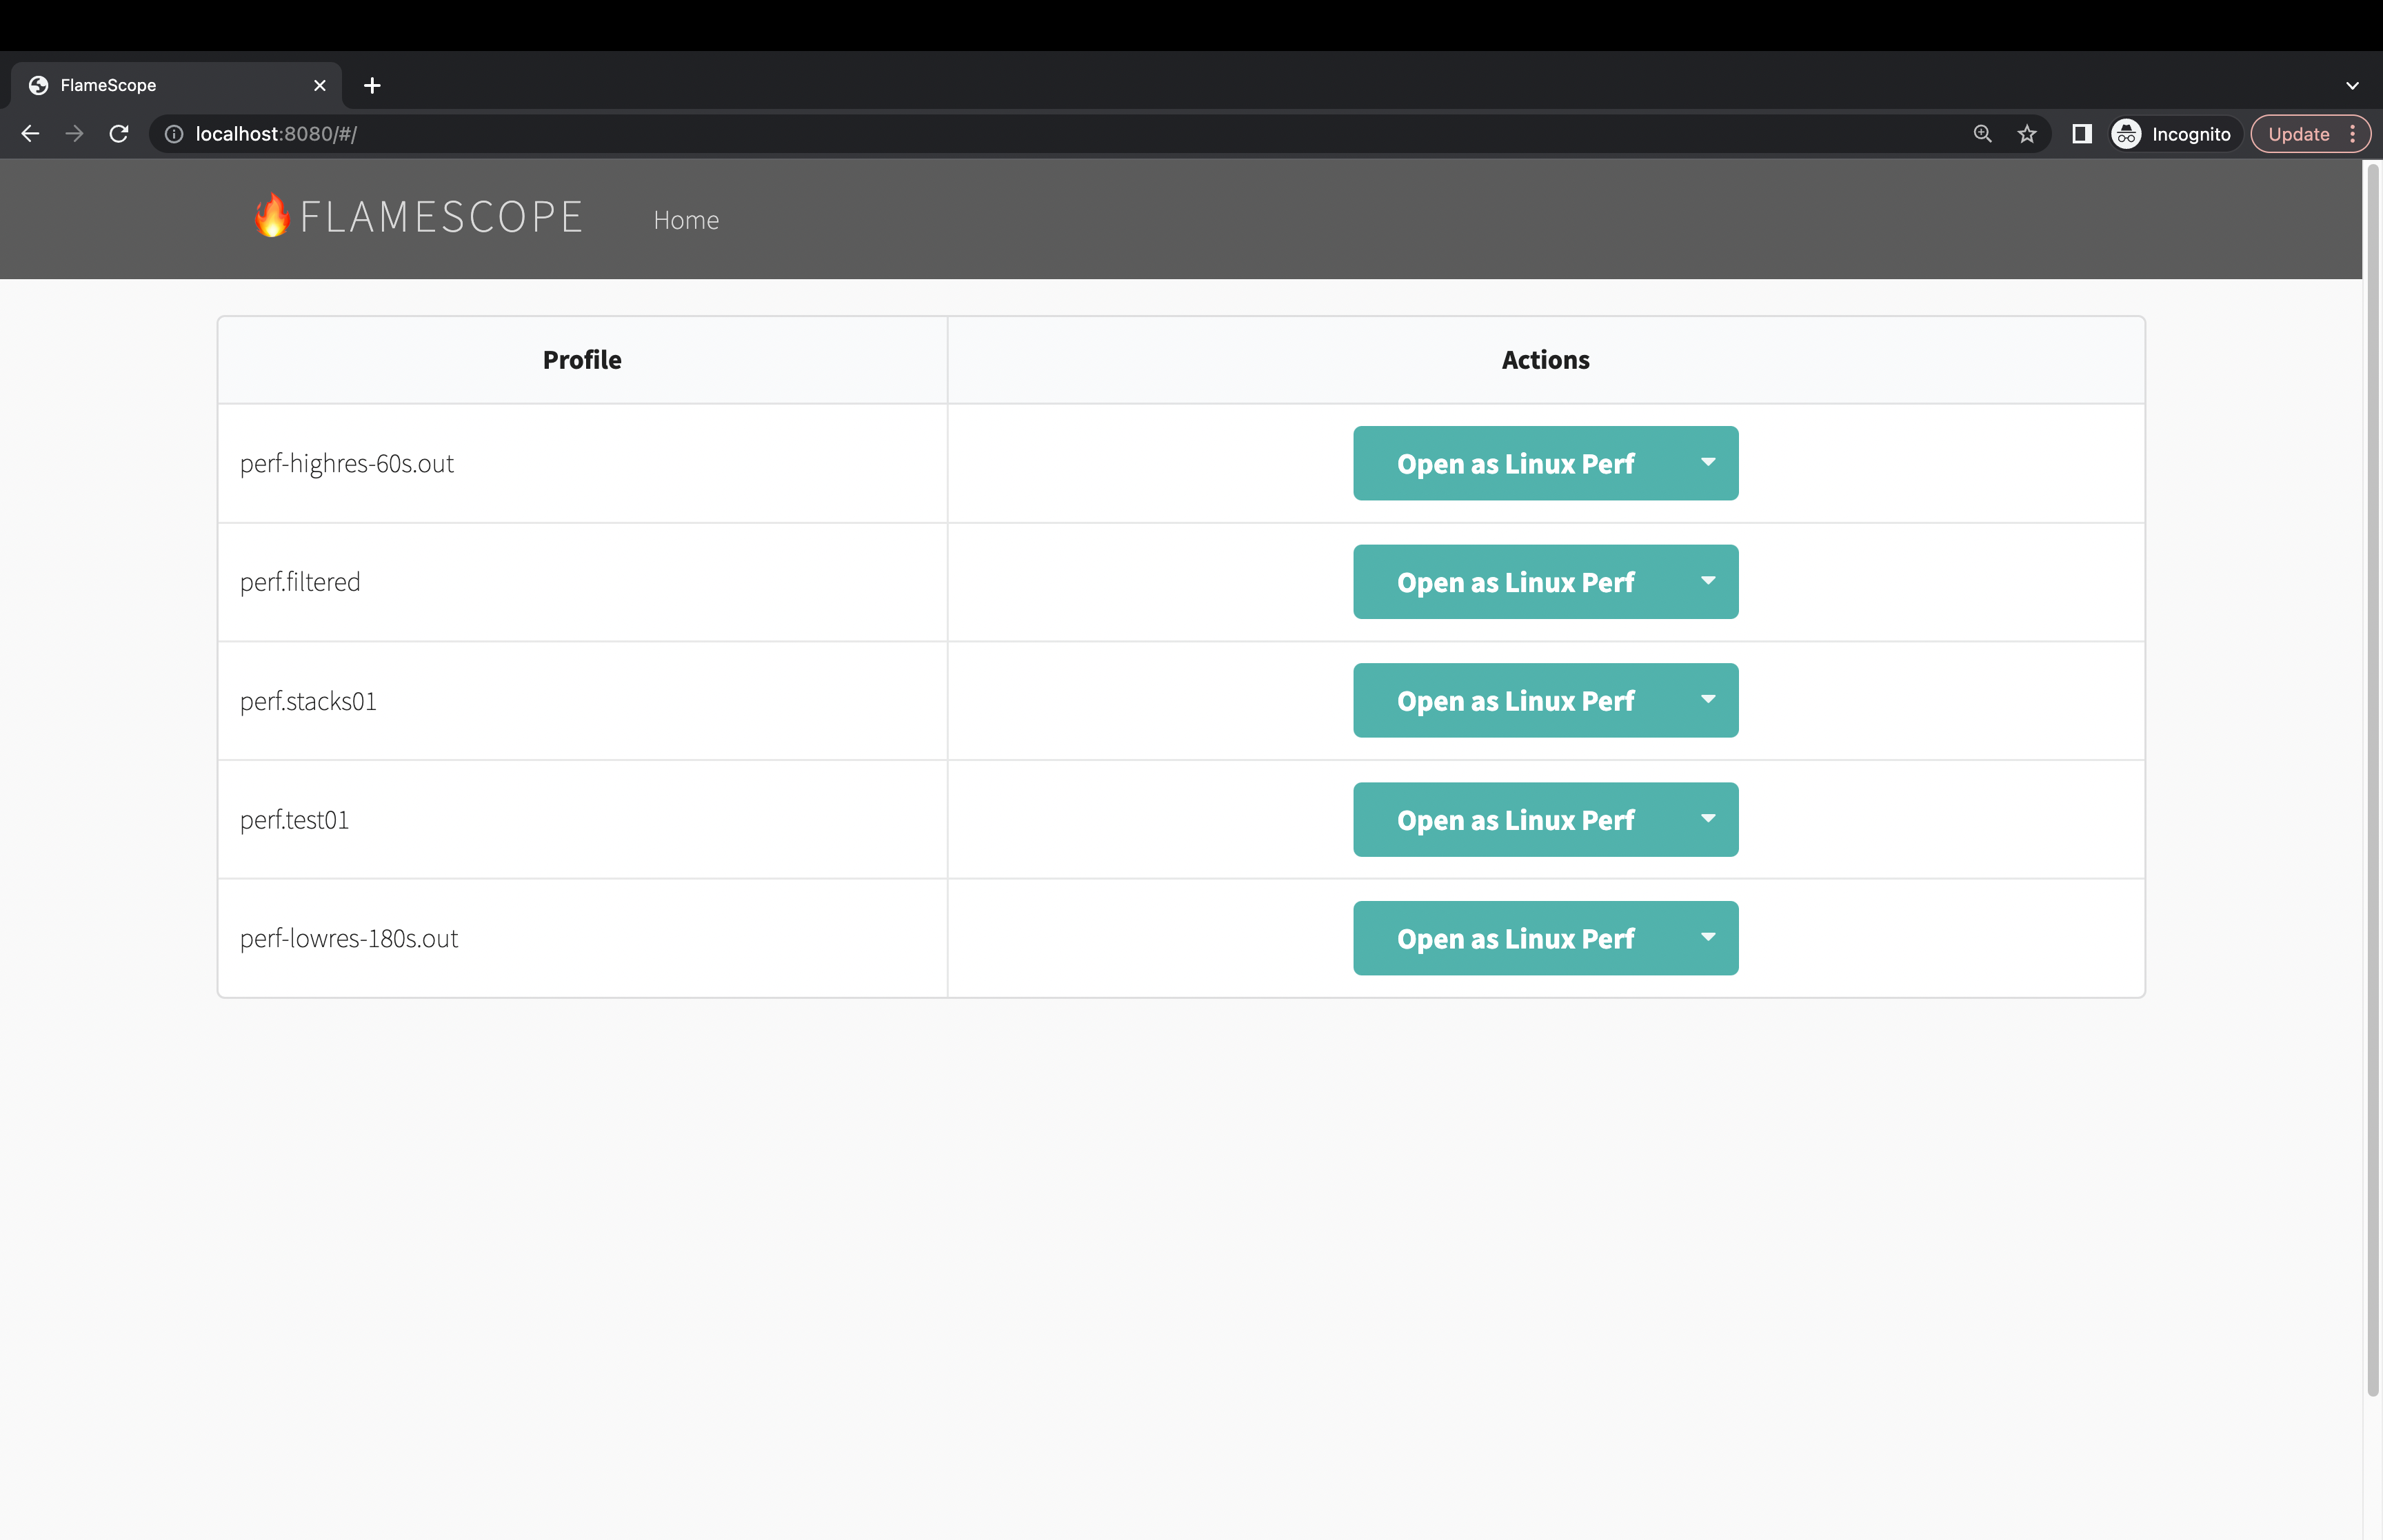 FlameScope
localhost:8080/#/
Incognito
Update
FLAMESCOPE
Home
Profile
Actions
perf-highres-60s.out
Open as Linux Perf
perf.filtered
Open as Linux Perf
perf.stacks01
Open as Linux Perf
perf.test01
Open as Linux Perf
perf-lowres-180s.out
Open as Linux Perf